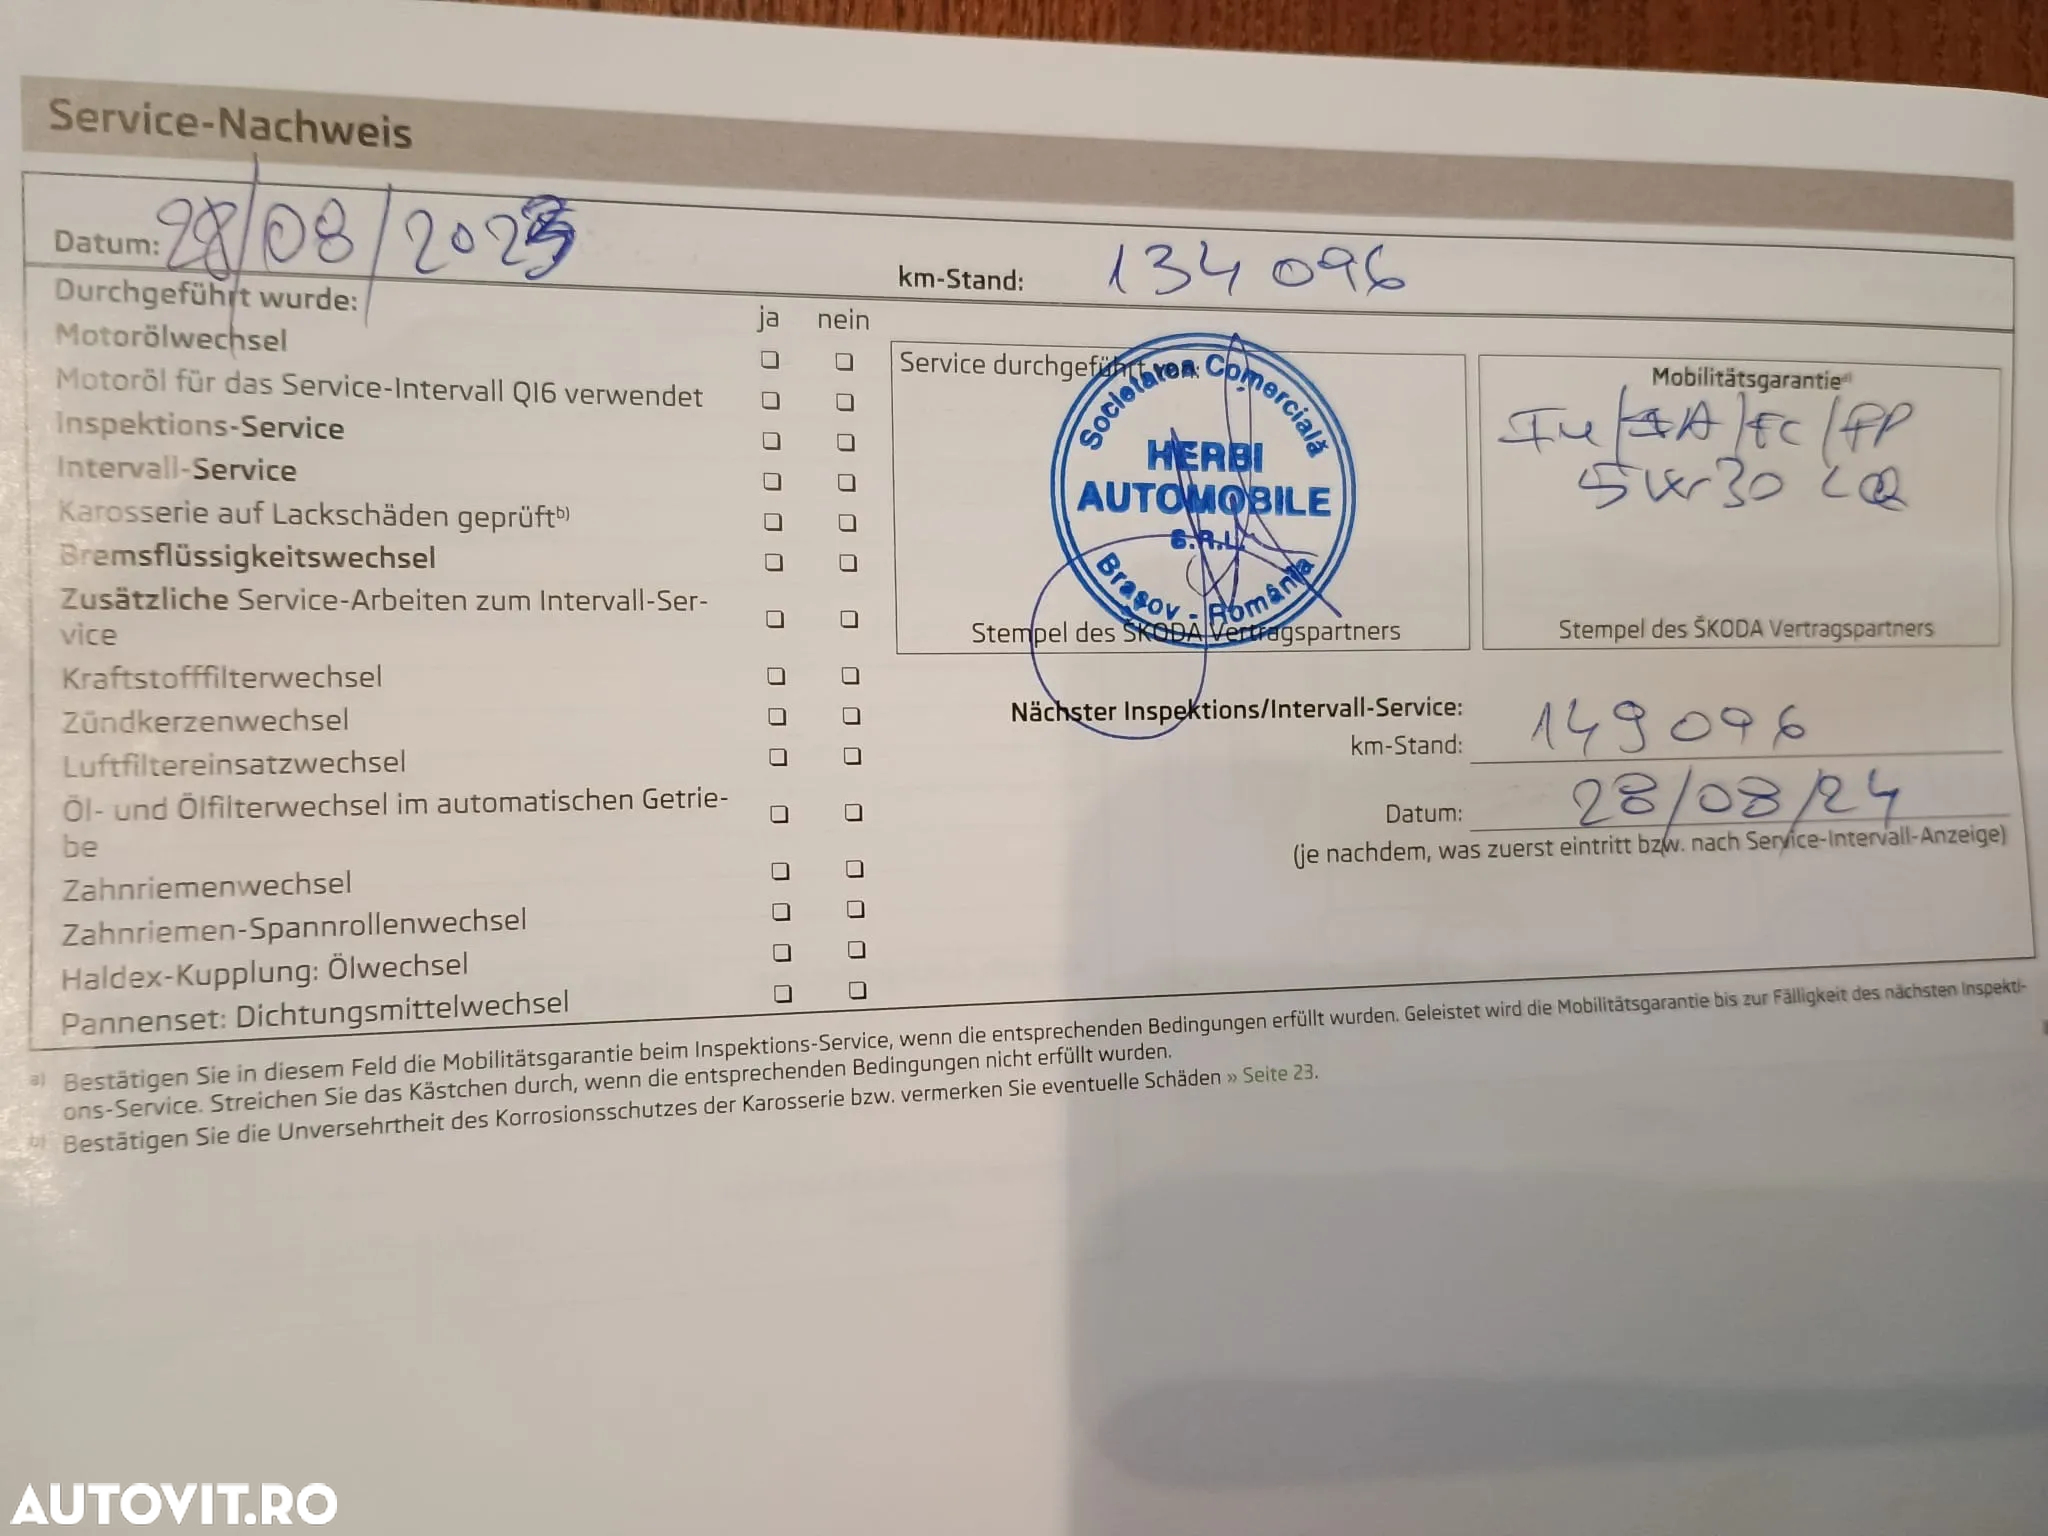 Service-Nachweis
Datum: 28/08/2023
km-Stand: 134 096
Durchgeführt wurde:
ja nein
Motorölwechsel
Motoröl für das Service-Intervall QI6 verwendet
Inspektions-Service
Intervall-Service
Karosserie auf Lackschäden geprüft b)
Bremsflüssigkeitswechsel
Zusätzliche Service-Arbeiten zum Intervall-Ser-
vice
Kraftstofffilterwechsel
Zündkerzenwechsel
Luftfiltereinsatzwechsel
Öl- und Ölfilterwechsel im automatischen Getrie-
be
Zahnriemenwechsel
Zahnriemen-Spannrollenwechsel
Haldex-Kupplung: Ölwechsel
Pannenset: Dichtungsmittelwechsel
Service durchgeführt von:
Societatea Comercială
HERBI
AUTOMOBILE
S.R.L.
Brașov - România
Stempel des ŠKODA Vertragspartners
Mobilitätsgarantie a)
30
Stempel des ŠKODA Vertragspartners
Nächster Inspektions/Intervall-Service:
km-Stand: 149 096
Datum: 28/08/24
(je nachdem, was zuerst eintritt bzw. nach Service-Intervall-Anzeige)
a) Bestätigen Sie in diesem Feld die Mobilitätsgarantie beim Inspektions-Service, wenn die entsprechenden Bedingungen erfüllt wurden. Geleistet wird die Mobilitätsgarantie bis zur Fälligkeit des nächsten Inspekti-
ons-Service. Streichen Sie das Kästchen durch, wenn die entsprechenden Bedingungen nicht erfüllt wurden.
b) Bestätigen Sie die Unversehrtheit des Korrosionsschutzes der Karosserie bzw. vermerken Sie eventuelle Schäden » Seite 23.
AUTOVIT.RO